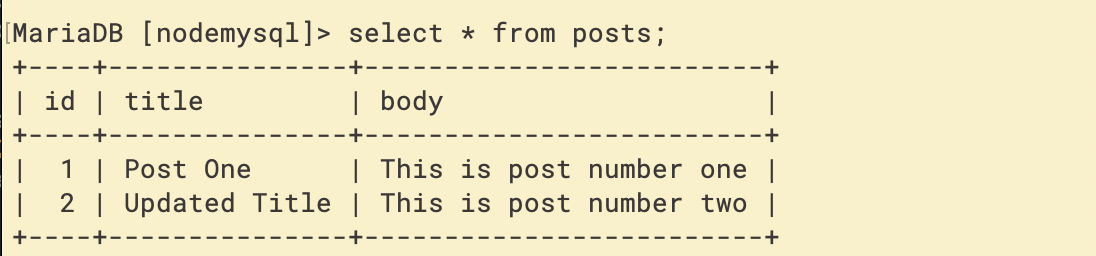 [MariaDB [nodemysql]> select * from posts;
+----+---------------+-------------------------+
| id | title         | body                    |
+----+---------------+-------------------------+
|  1 | Post One      | This is post number one |
|  2 | Updated Title | This is post number two |
+----+---------------+-------------------------+